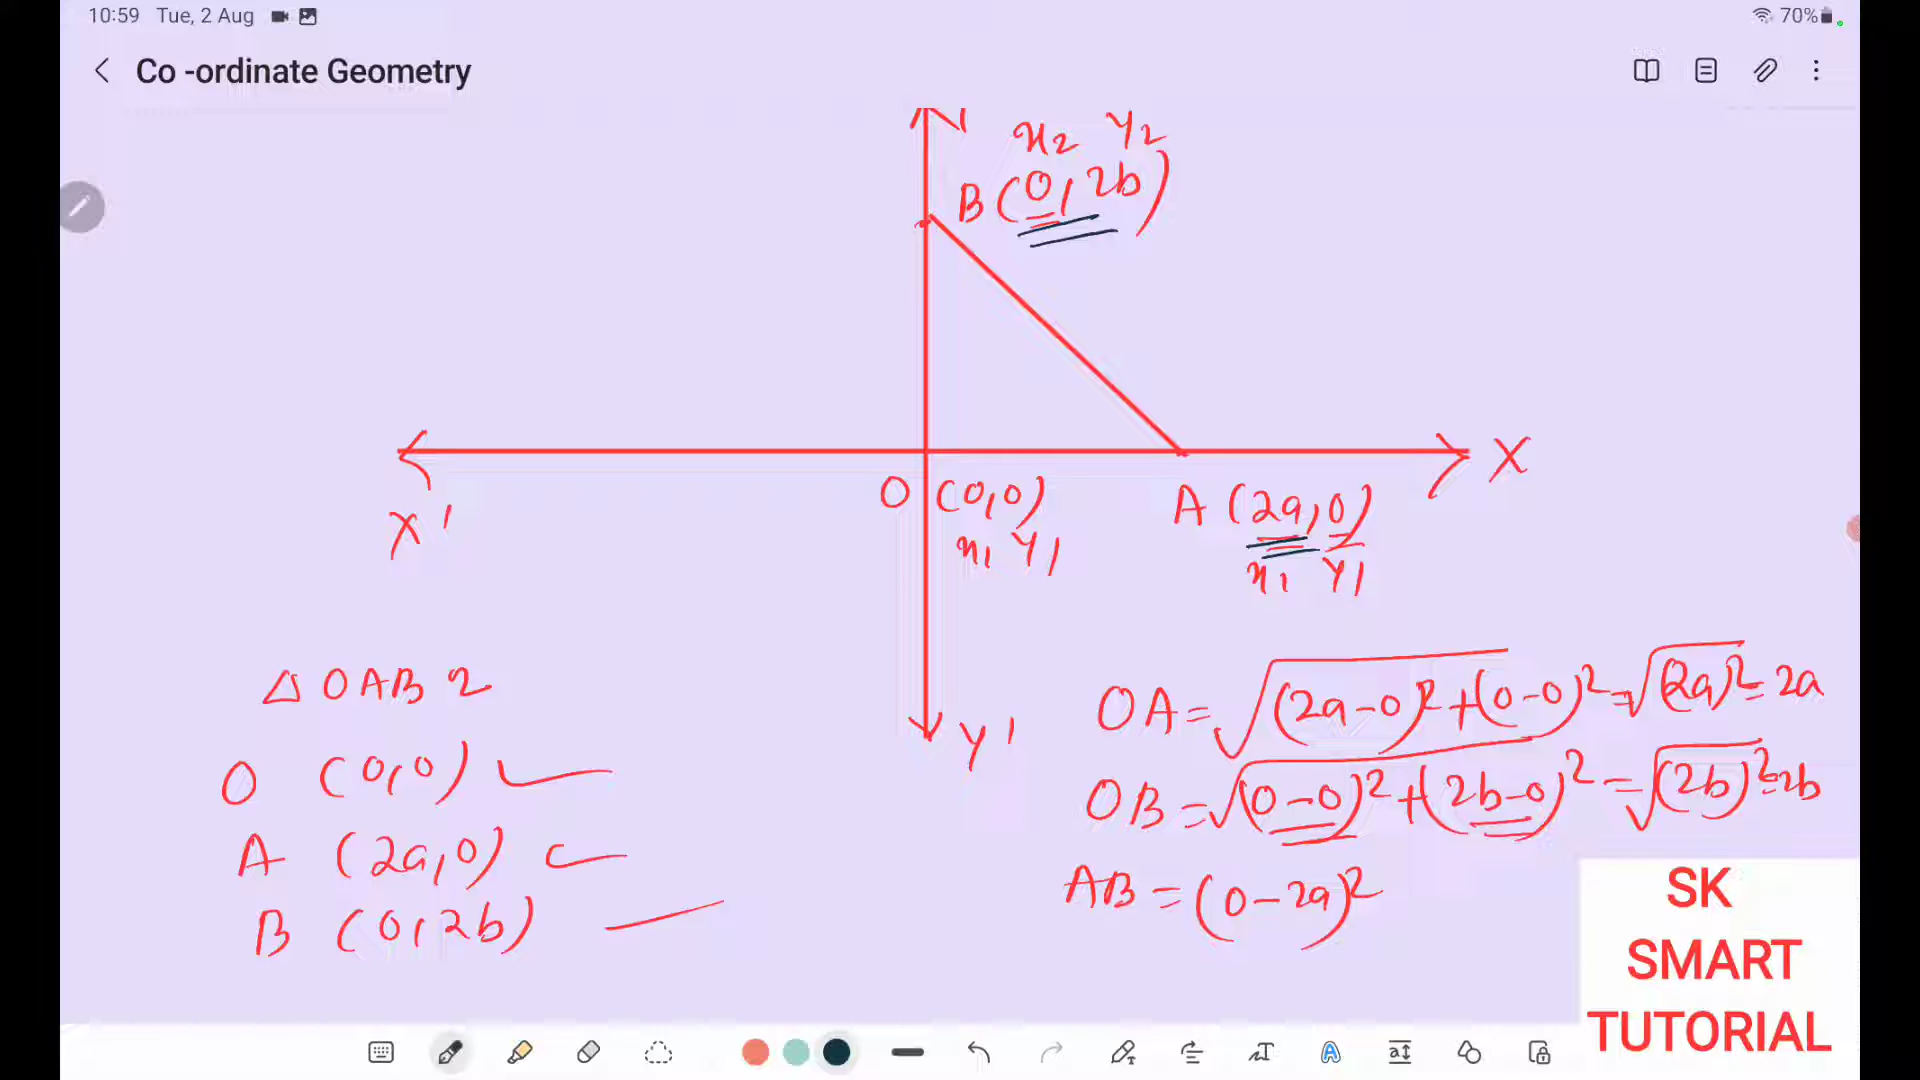 10:59 Tue, 2 Aug 70%
Co -ordinate Geometry
x2 y2
B (0, 2b)
X
O (0,0)
A (2a, 0)
X'
x1 y1
x1 y1
△ OAB
OA = √(2a-0)² + (0-0)² = √(2a)² = 2a
Y'
O (0,0)
OB = √(0-0)² + (2b-0)² = √(2b)² = 2b
A (2a,0)
AB = (0-2a)²
B (0,2b)
SK
SMART
TUTORIAL